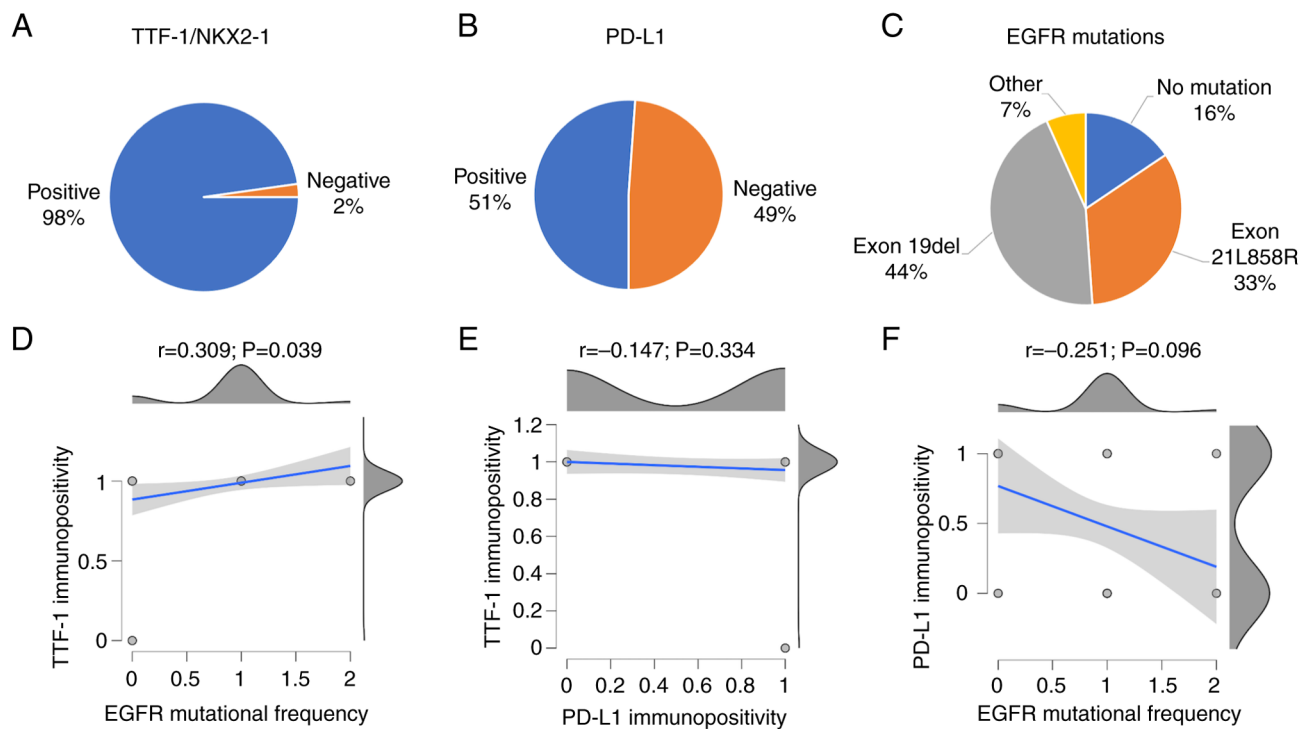 A
TTF-1/NKX2-1
Positive
98%
Negative
2%
B
PD-L1
Positive
51%
Negative
49%
C
EGFR mutations
Other
7%
No mutation
16%
Exon 19del
44%
Exon
21L858R
33%
D
r=0.309; P=0.039
TTF-1 immunopositivity
1
0.5
0
0 0.5 1 1.5 2
EGFR mutational frequency
E
r=−0.147; P=0.334
TTF-1 immunopositivity
1.2
1
0.8
0.6
0.4
0.2
0
0 0.2 0.4 0.6 0.8 1
PD-L1 immunopositivity
F
r=−0.251; P=0.096
PD-L1 immunopositivity
1
0.5
0
0 0.5 1 1.5 2
EGFR mutational frequency